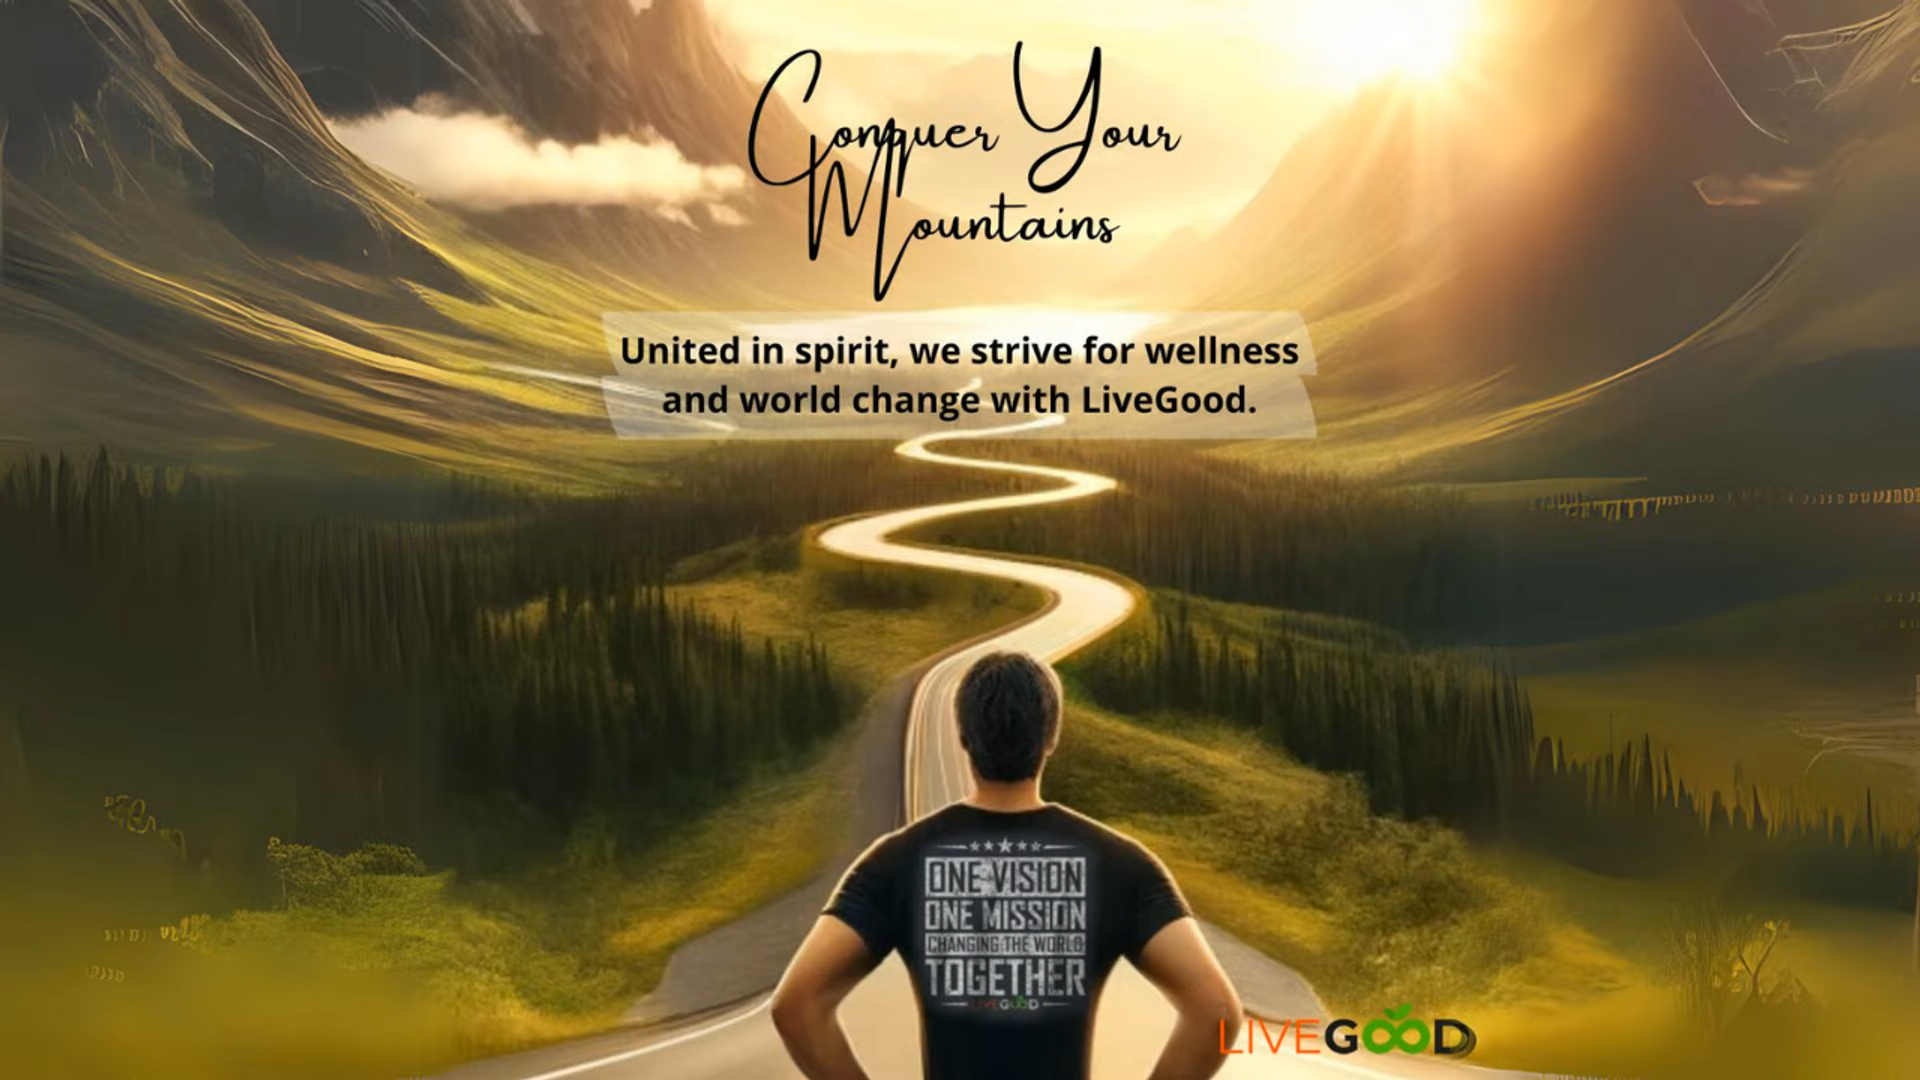 Conquer Your
Mountains
United in spirit, we strive for wellness
and world change with LiveGood.
ONE VISION
ONE MISSION
CHANGING THE WORLD
TOGETHER
LIVEGOOD
LIVEGOOD